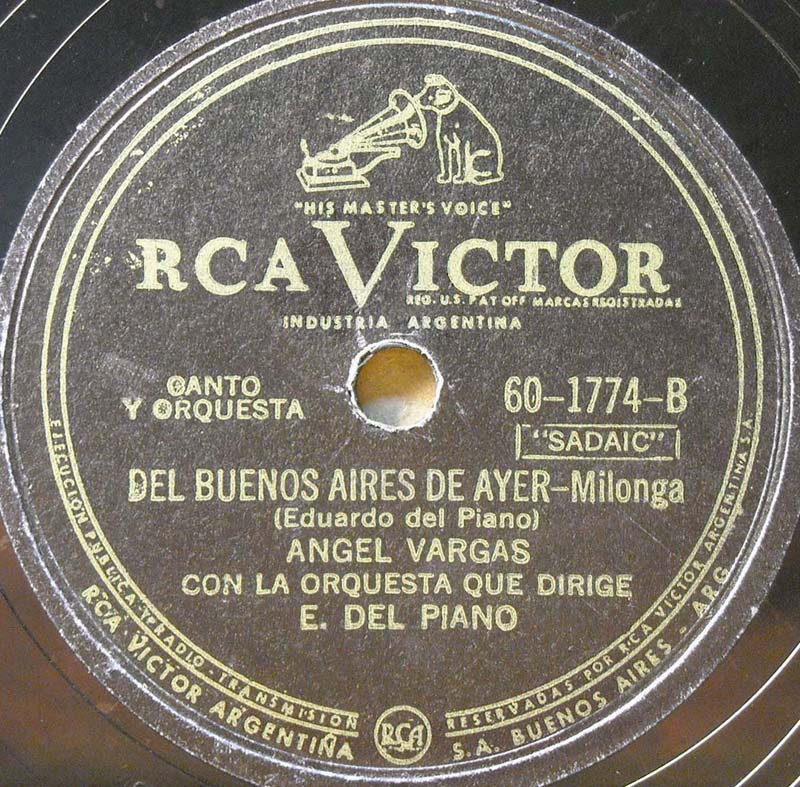 "HIS MASTER'S VOICE"
RCA VICTOR
REG. U.S. PAT OFF MARCAS REGISTRADAS
INDUSTRIA ARGENTINA
CANTO
Y ORQUESTA
60-1774-B
"SADAIC"
DEL BUENOS AIRES DE AYER-Milonga
(Eduardo del Piano)
ANGEL VARGAS
CON LA ORQUESTA QUE DIRIGE
E. DEL PIANO
EJECUCION PUBLICA Y RADIO-TRANSMISION
RESERVADAS POR RCA VICTOR ARGENTINA S.A.
RCA VICTOR ARGENTINA
RCA
S.A. BUENOS AIRES - ARG